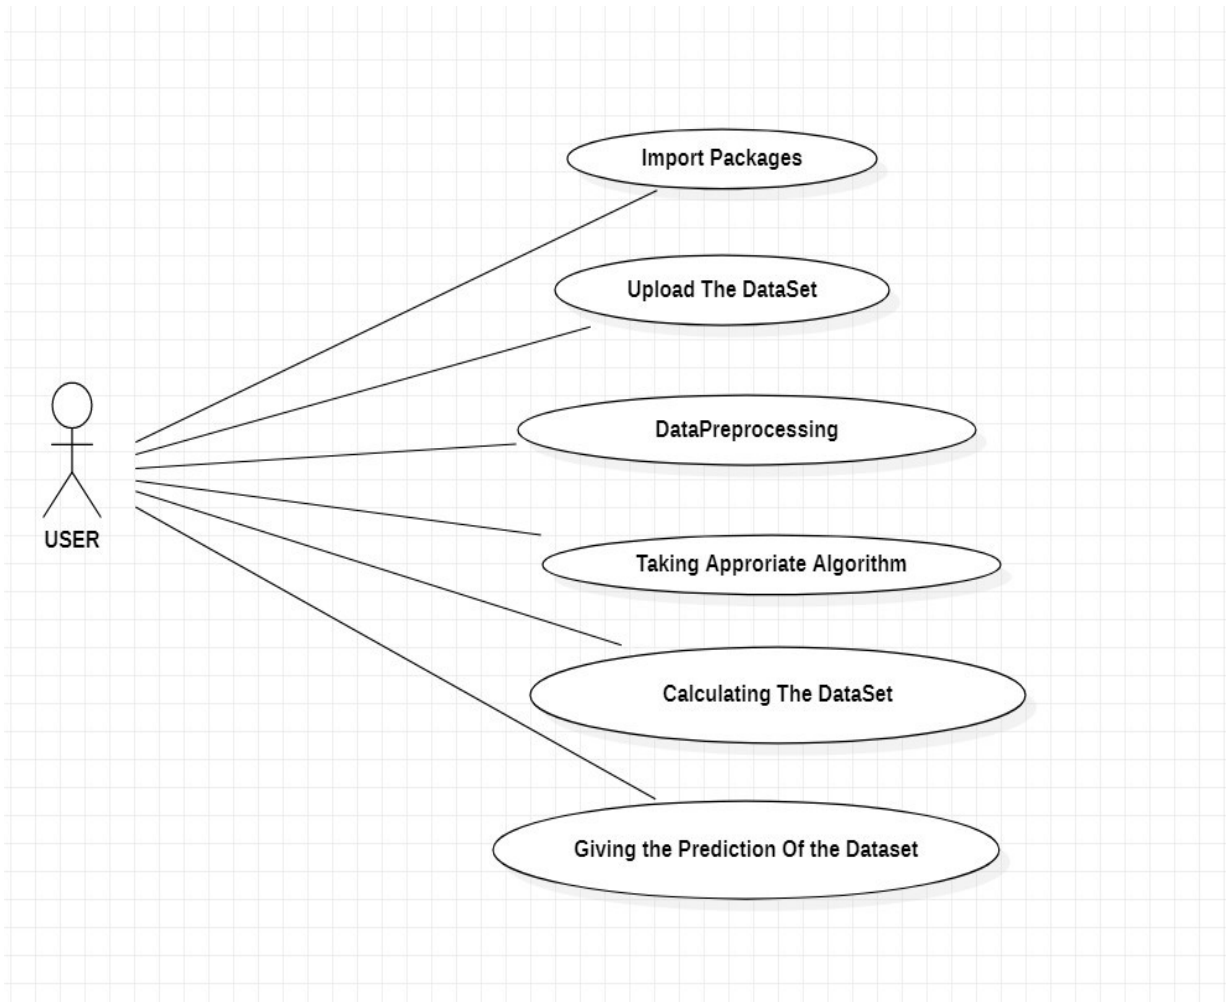 Import Packages
Upload The DataSet
DataPreprocessing
USER
Taking Approriate Algorithm
Calculating The DataSet
Giving the Prediction Of the Dataset